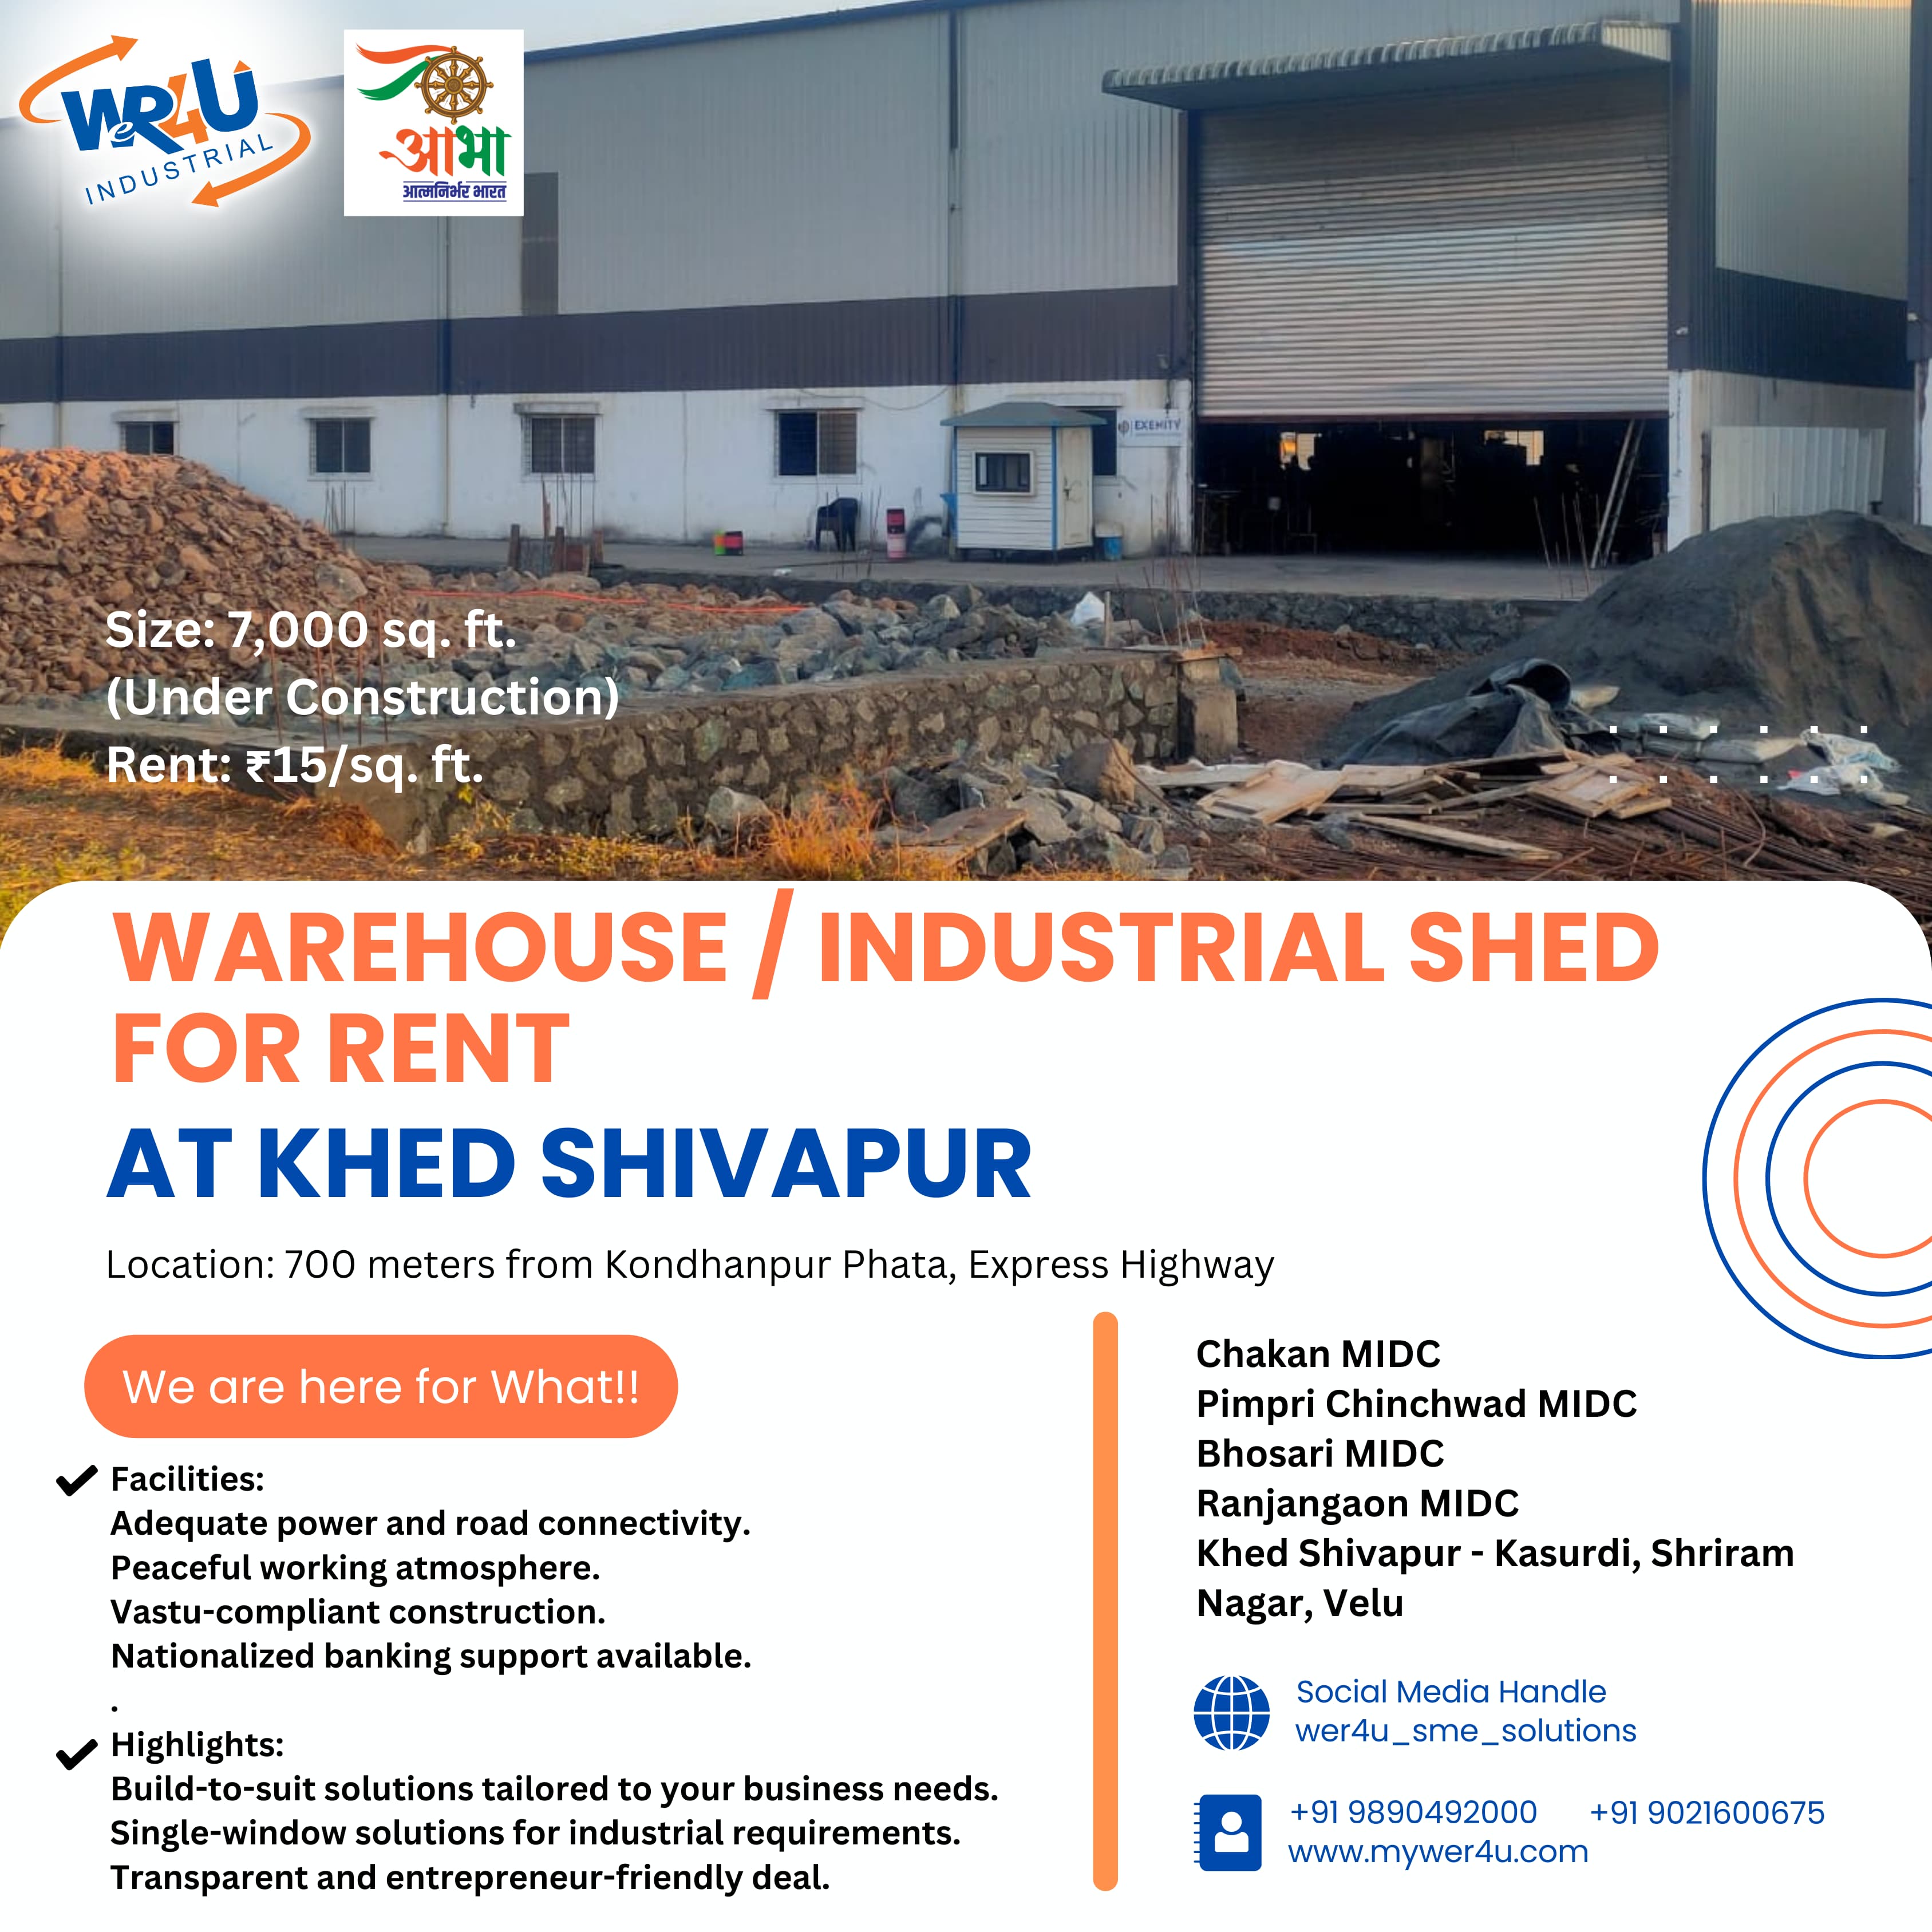 WeR4U
INDUSTRIAL
आभा
आत्मनिर्भर भारत
EXEMITY
Size: 7,000 sq. ft.
(Under Construction)
Rent: ₹15/sq. ft.
WAREHOUSE / INDUSTRIAL SHED
FOR RENT
AT KHED SHIVAPUR
Location: 700 meters from Kondhanpur Phata, Express Highway
We are here for What!!
Facilities:
Adequate power and road connectivity.
Peaceful working atmosphere.
Vastu-compliant construction.
Nationalized banking support available.
.
Highlights:
Build-to-suit solutions tailored to your business needs.
Single-window solutions for industrial requirements.
Transparent and entrepreneur-friendly deal.
Chakan MIDC
Pimpri Chinchwad MIDC
Bhosari MIDC
Ranjangaon MIDC
Khed Shivapur - Kasurdi, Shriram
Nagar, Velu
Social Media Handle
wer4u_sme_solutions
+91 9890492000 +91 9021600675
www.mywer4u.com